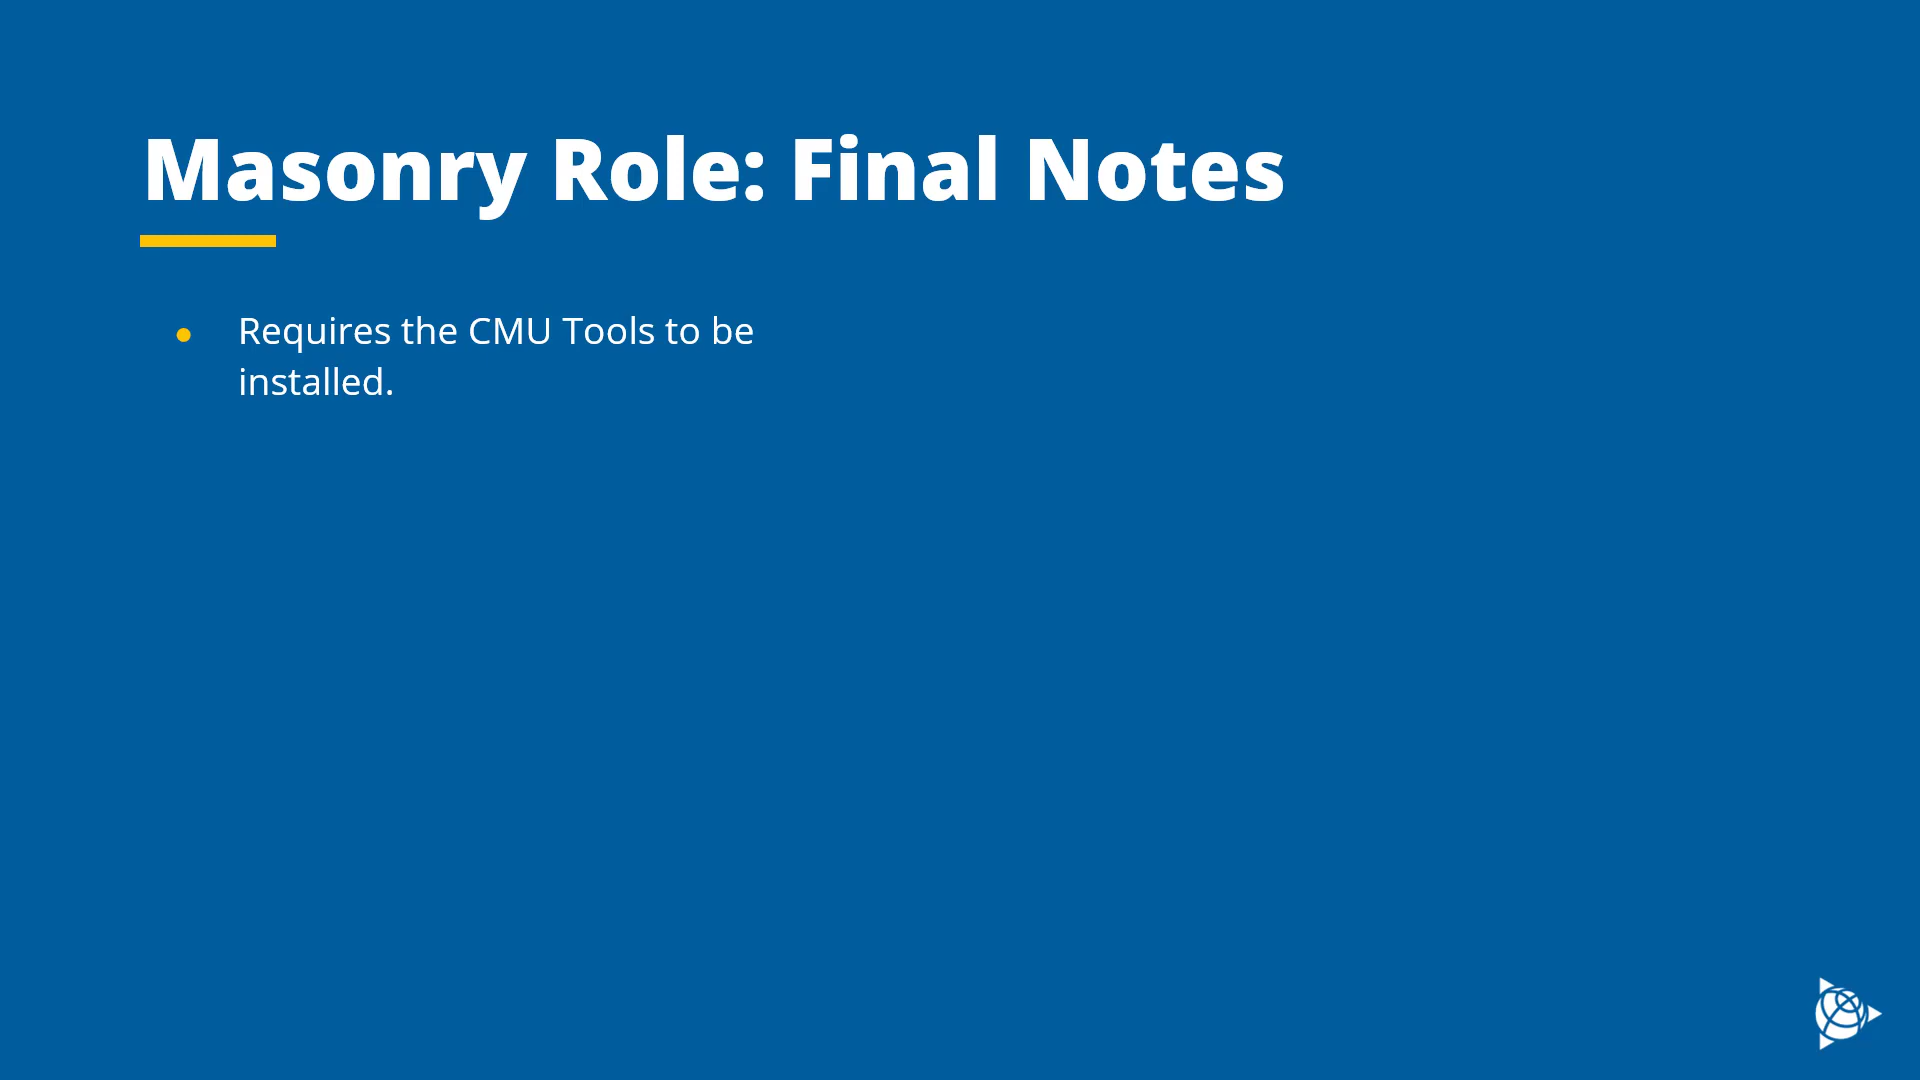 Masonry Role: Final Notes
● Requires the CMU Tools to be
installed.